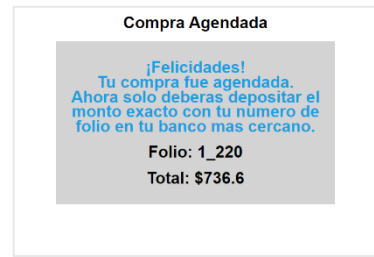 Compra Agendada
¡Felicidades!
Tu compra fue agendada.
Ahora solo deberas depositar el
monto exacto con tu numero de
folio en tu banco mas cercano.
Folio: 1_220
Total: $736.6